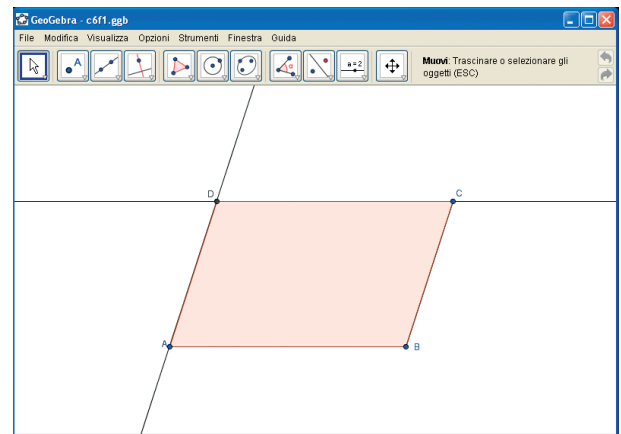 GeoGebra - c6f1.ggb
File Modifica Visualizza Opzioni Strumenti Finestra Guida
A a=2 Muovi: Trascinare o selezionare gli
oggetti (ESC)
D C
A B